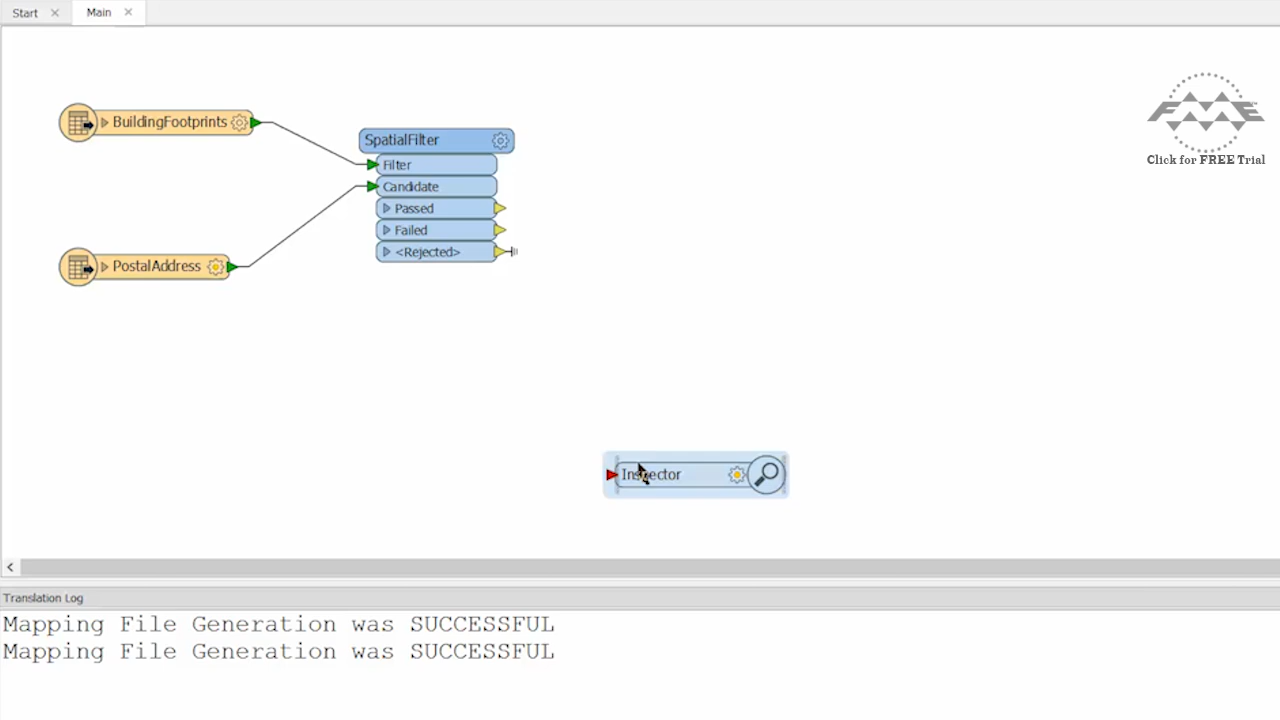 Start
Main
FME
Click for FREE Trial
BuildingFootprints
SpatialFilter
Filter
Candidate
Passed
Failed
<Rejected>
PostalAddress
Inspector
Translation Log
Mapping File Generation was SUCCESSFUL
Mapping File Generation was SUCCESSFUL